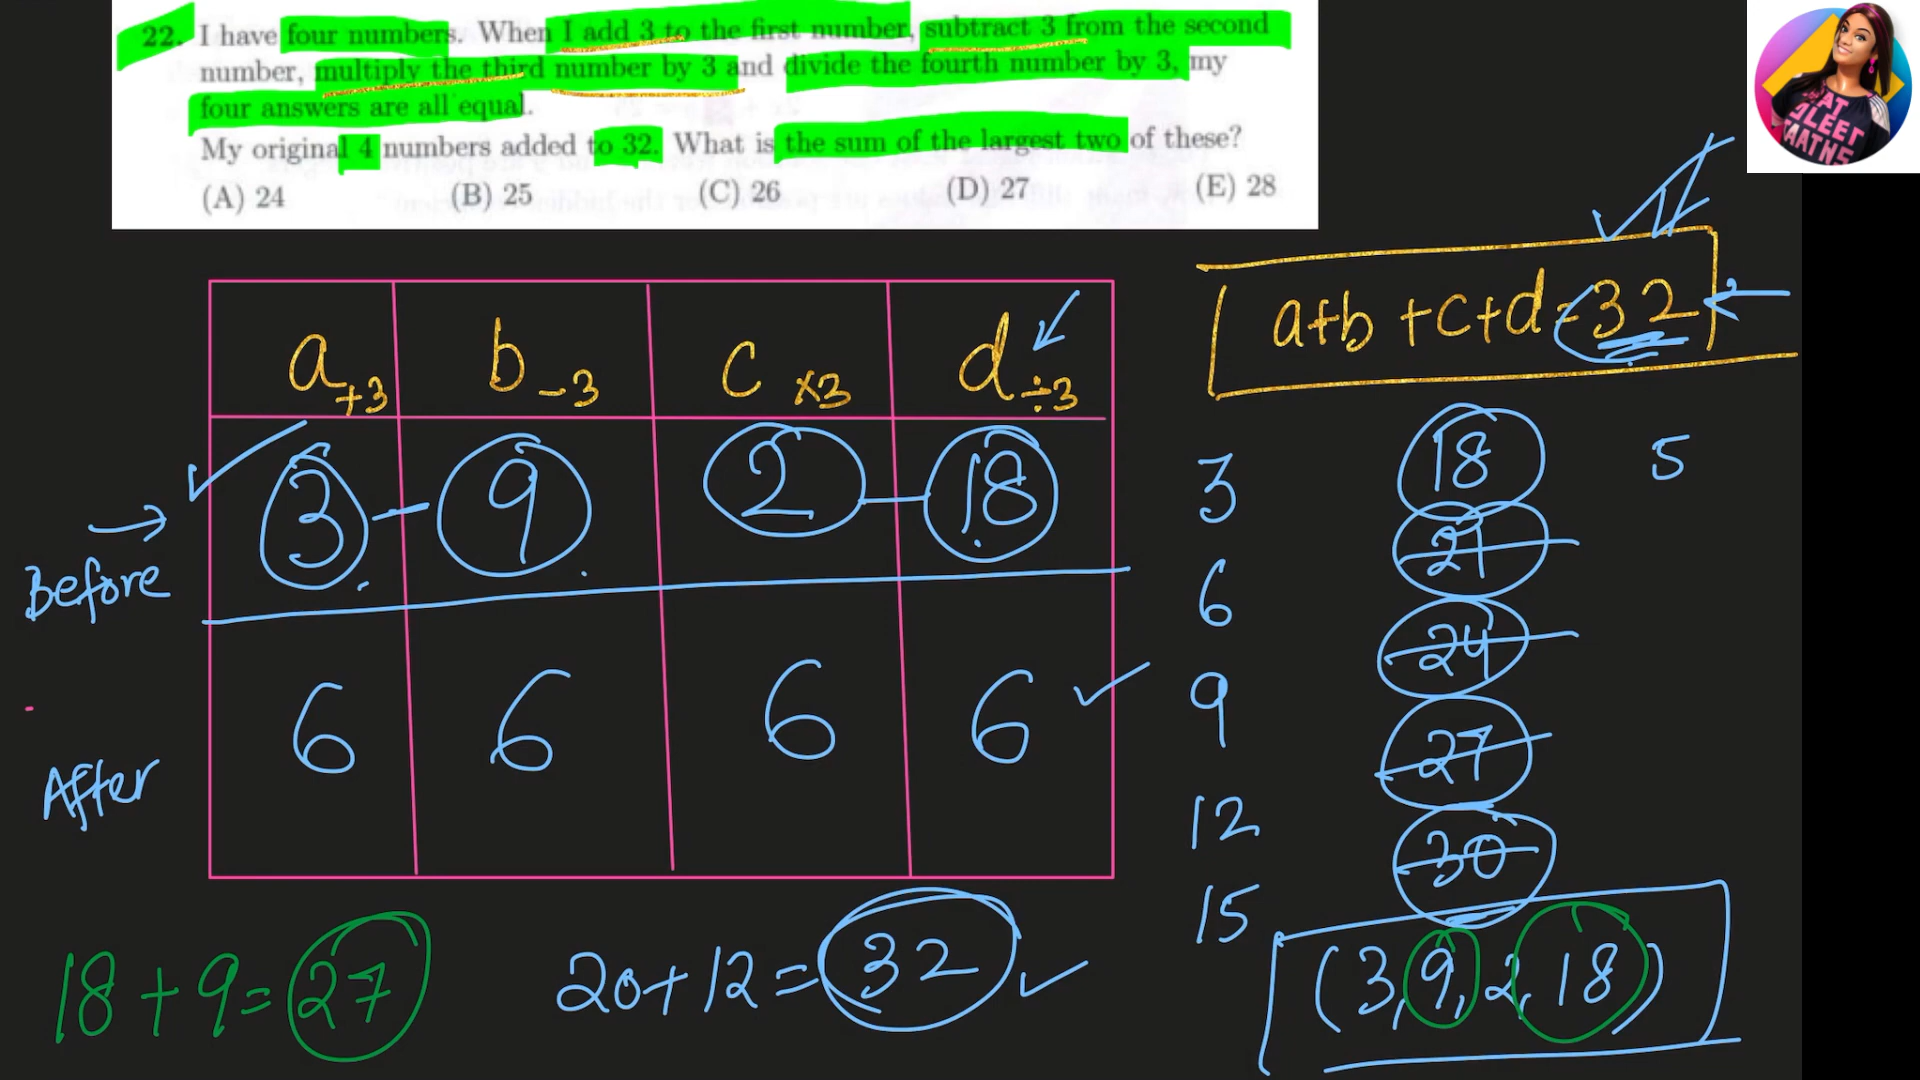 22. I have four numbers. When I add 3 to the first number, subtract 3 from the second
number, multiply the third number by 3 and divide the fourth number by 3, my
four answers are all equal.
My original 4 numbers added to 32. What is the sum of the largest two of these?
(A) 24 (B) 25 (C) 26 (D) 27 (E) 28
a+b+c+d=32
a +3 b -3 c ×3 d ÷3
Before 3 - 9 2 - 18
After 6 6 6 6
3 18 5
6 21
9 24
12 27
15 30
18+9=27
20+12=32
(3,9,2,18)